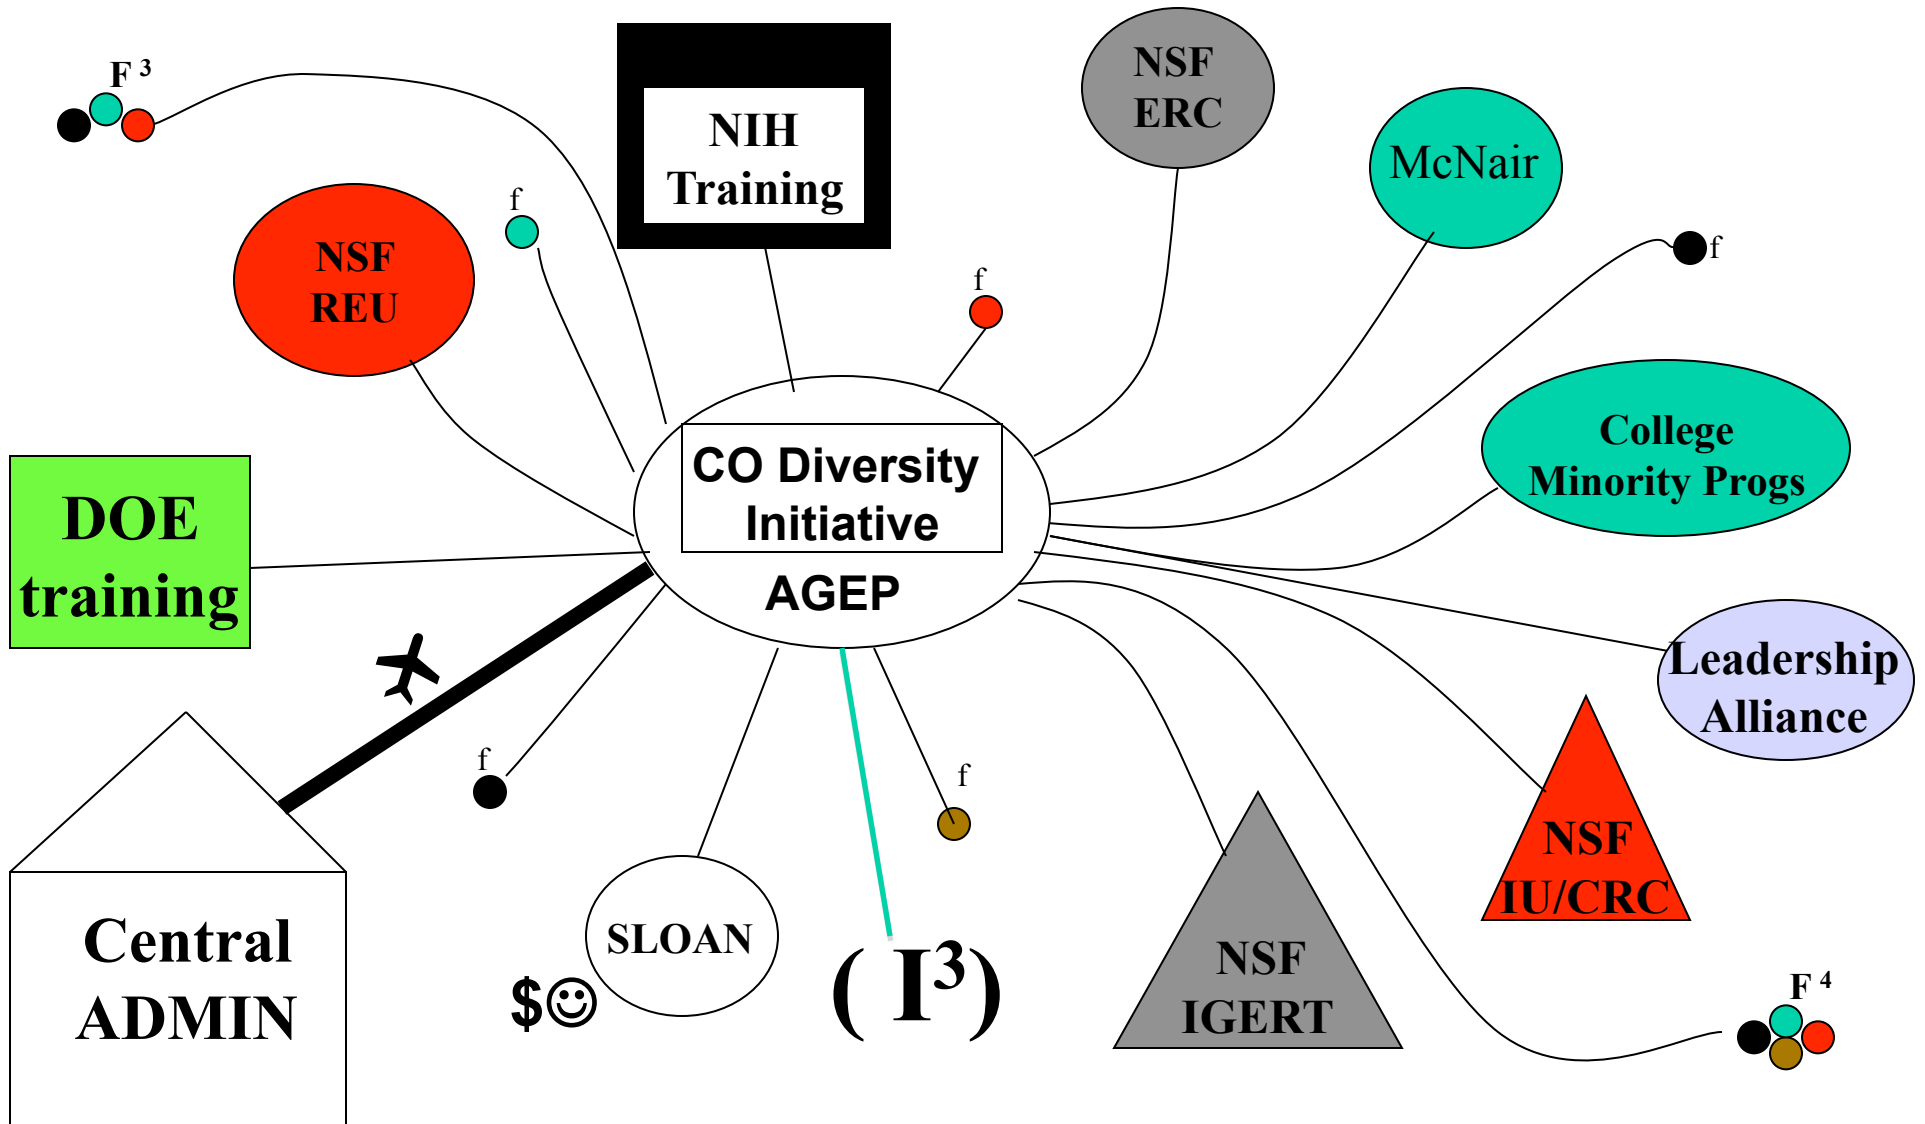 F 3
NIH
Training
NSF
ERC
McNair
f
NSF
REU
f
f
CO Diversity
Initiative
AGEP
College
Minority Progs
DOE
training
Leadership
Alliance
f
f
NSF
IU/CRC
Central
ADMIN
SLOAN
$
( I3)
NSF
IGERT
F 4